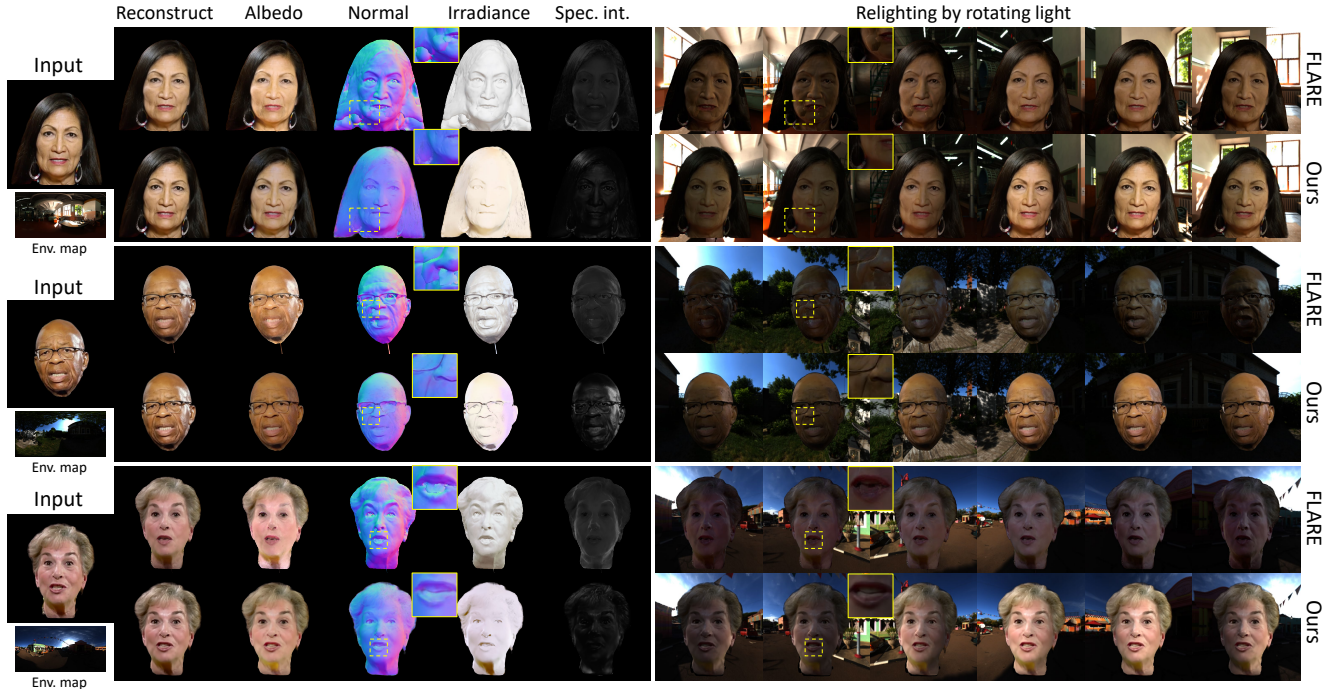 Reconstruct Albedo Normal Irradiance Spec. int. Relighting by rotating light
Input
Env. map
FLARE
Ours
Input
Env. map
FLARE
Ours
Input
Env. map
FLARE
Ours